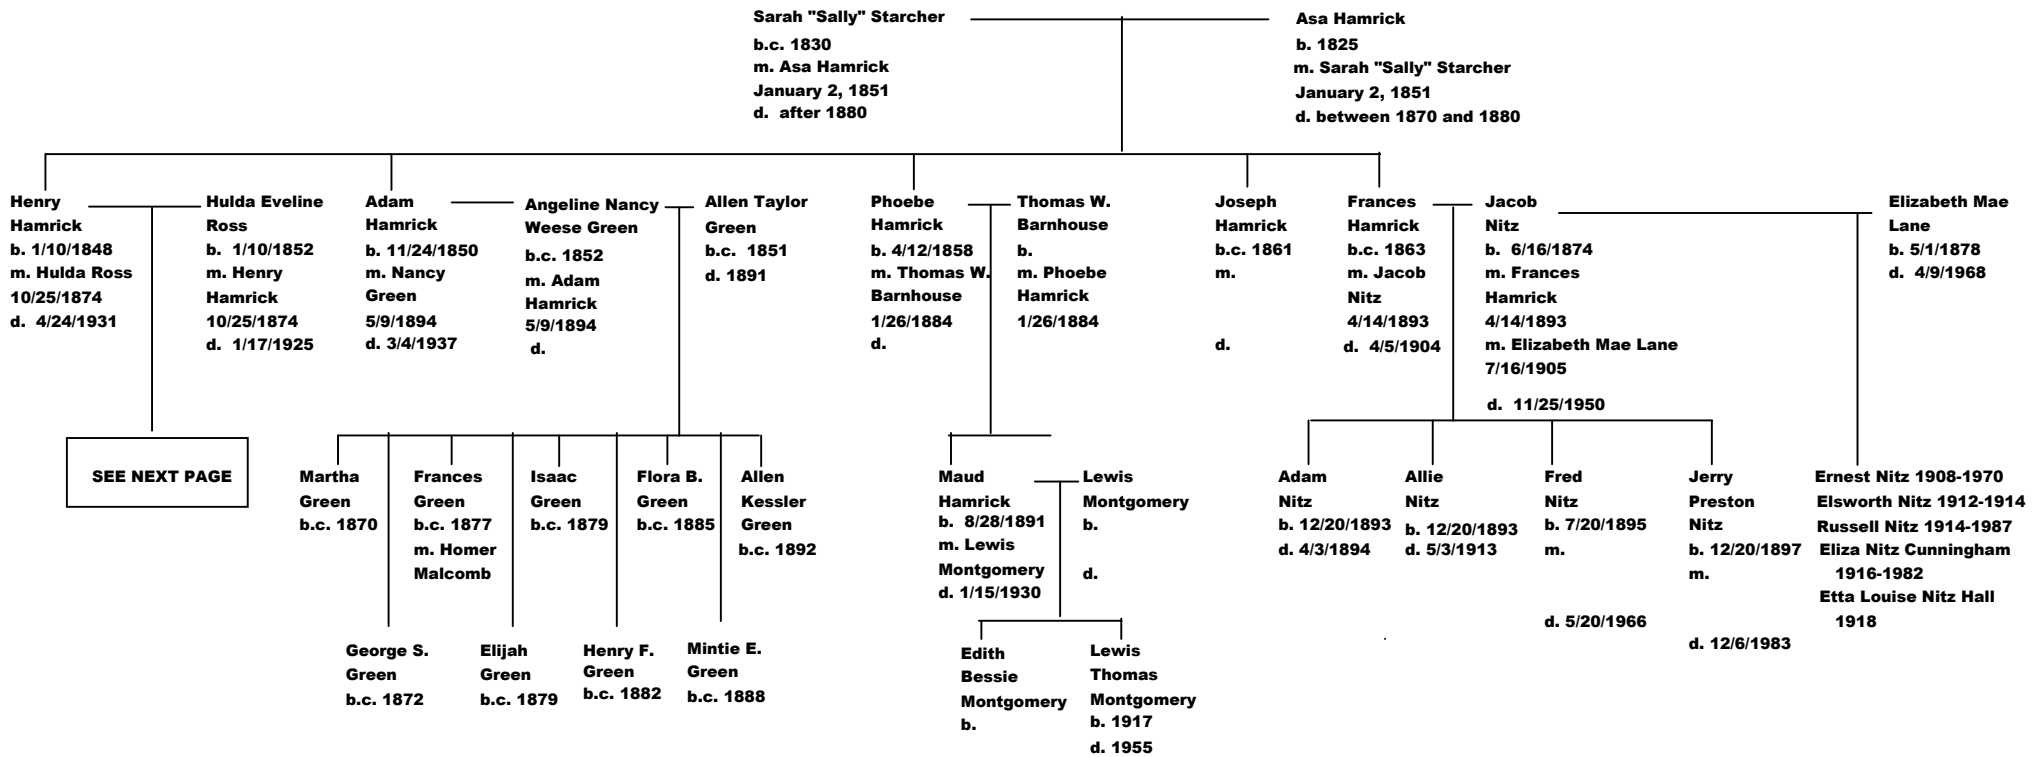 Sarah "Sally" Starcher
b.c. 1830
m. Asa Hamrick
January 2, 1851
d. after 1880
Asa Hamrick
b. 1825
m. Sarah "Sally" Starcher
January 2, 1851
d. between 1870 and 1880
Henry
Hamrick
b. 1/10/1848
m. Hulda Ross
10/25/1874
d. 4/24/1931
Hulda Eveline
Ross
b. 1/10/1852
m. Henry
Hamrick
10/25/1874
d. 1/17/1925
Adam
Hamrick
b. 11/24/1850
m. Nancy
Green
5/9/1894
d. 3/4/1937
Angeline Nancy
Weese Green
b.c. 1852
m. Adam
Hamrick
5/9/1894
d.
Allen Taylor
Green
b.c. 1851
d. 1891
Phoebe
Hamrick
b. 4/12/1858
m. Thomas W.
Barnhouse
1/26/1884
d.
Thomas W.
Barnhouse
b.
m. Phoebe
Hamrick
1/26/1884
Joseph
Hamrick
b.c. 1861
m.
d.
Frances
Hamrick
b.c. 1863
m. Jacob
Nitz
4/14/1893
d. 4/5/1904
Jacob
Nitz
b. 6/16/1874
m. Frances
Hamrick
4/14/1893
m. Elizabeth Mae Lane
7/16/1905
d. 11/25/1950
Elizabeth Mae
Lane
b. 5/1/1878
d. 4/9/1968
SEE NEXT PAGE
Martha
Green
b.c. 1870
Frances
Green
b.c. 1877
m. Homer
Malcomb
Isaac
Green
b.c. 1879
Flora B.
Green
b.c. 1885
Allen
Kessler
Green
b.c. 1892
Maud
Hamrick
b. 8/28/1891
m. Lewis
Montgomery
d. 1/15/1930
Lewis
Montgomery
b.
d.
Adam
Nitz
b. 12/20/1893
d. 4/3/1894
Allie
Nitz
b. 12/20/1893
d. 5/3/1913
Fred
Nitz
b. 7/20/1895
m.
d. 5/20/1966
Jerry
Preston
Nitz
b. 12/20/1897
m.
d. 12/6/1983
Ernest Nitz 1908-1970
Elsworth Nitz 1912-1914
Russell Nitz 1914-1987
Eliza Nitz Cunningham
1916-1982
Etta Louise Nitz Hall
1918
George S.
Green
b.c. 1872
Elijah
Green
b.c. 1879
Henry F.
Green
b.c. 1882
Mintie E.
Green
b.c. 1888
Edith
Bessie
Montgomery
b.
Lewis
Thomas
Montgomery
b. 1917
d. 1955